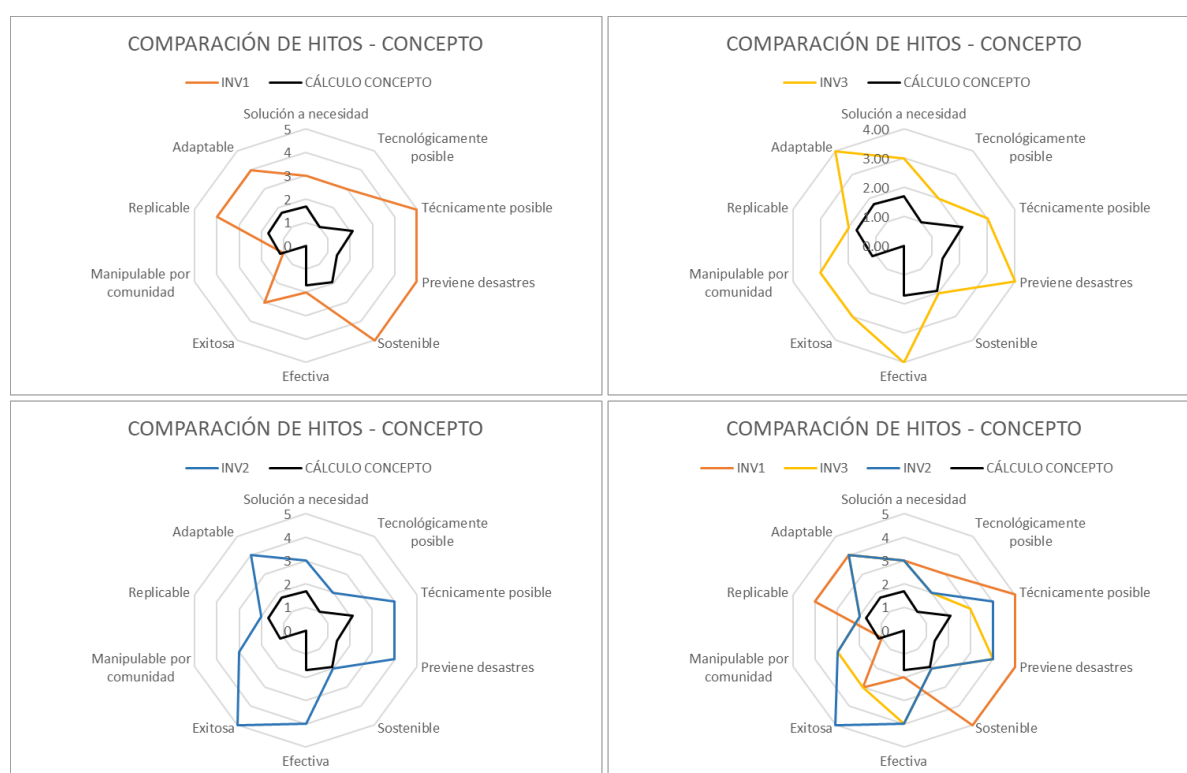 COMPARACIÓN DE HITOS - CONCEPTO
INV1 CÁLCULO CONCEPTO
Solución a necesidad
Tecnológicamente
posible
Técnicamente posible
Previene desastres
Sostenible
Efectiva
Exitosa
Manipulable por
comunidad
Replicable
Adaptable
5
4
3
2
1
0
COMPARACIÓN DE HITOS - CONCEPTO
INV3 CÁLCULO CONCEPTO
Solución a necesidad
Tecnológicamente
posible
Técnicamente posible
Previene desastres
Sostenible
Efectiva
Exitosa
Manipulable por
comunidad
Replicable
Adaptable
4.00
3.00
2.00
1.00
0.00
COMPARACIÓN DE HITOS - CONCEPTO
INV2 CÁLCULO CONCEPTO
Solución a necesidad
Tecnológicamente
posible
Técnicamente posible
Previene desastres
Sostenible
Efectiva
Exitosa
Manipulable por
comunidad
Replicable
Adaptable
5
4
3
2
1
0
COMPARACIÓN DE HITOS - CONCEPTO
INV1 INV3 INV2 CÁLCULO CONCEPTO
Solución a necesidad
Tecnológicamente
posible
Técnicamente posible
Previene desastres
Sostenible
Efectiva
Exitosa
Manipulable por
comunidad
Replicable
Adaptable
5
4
3
2
1
0